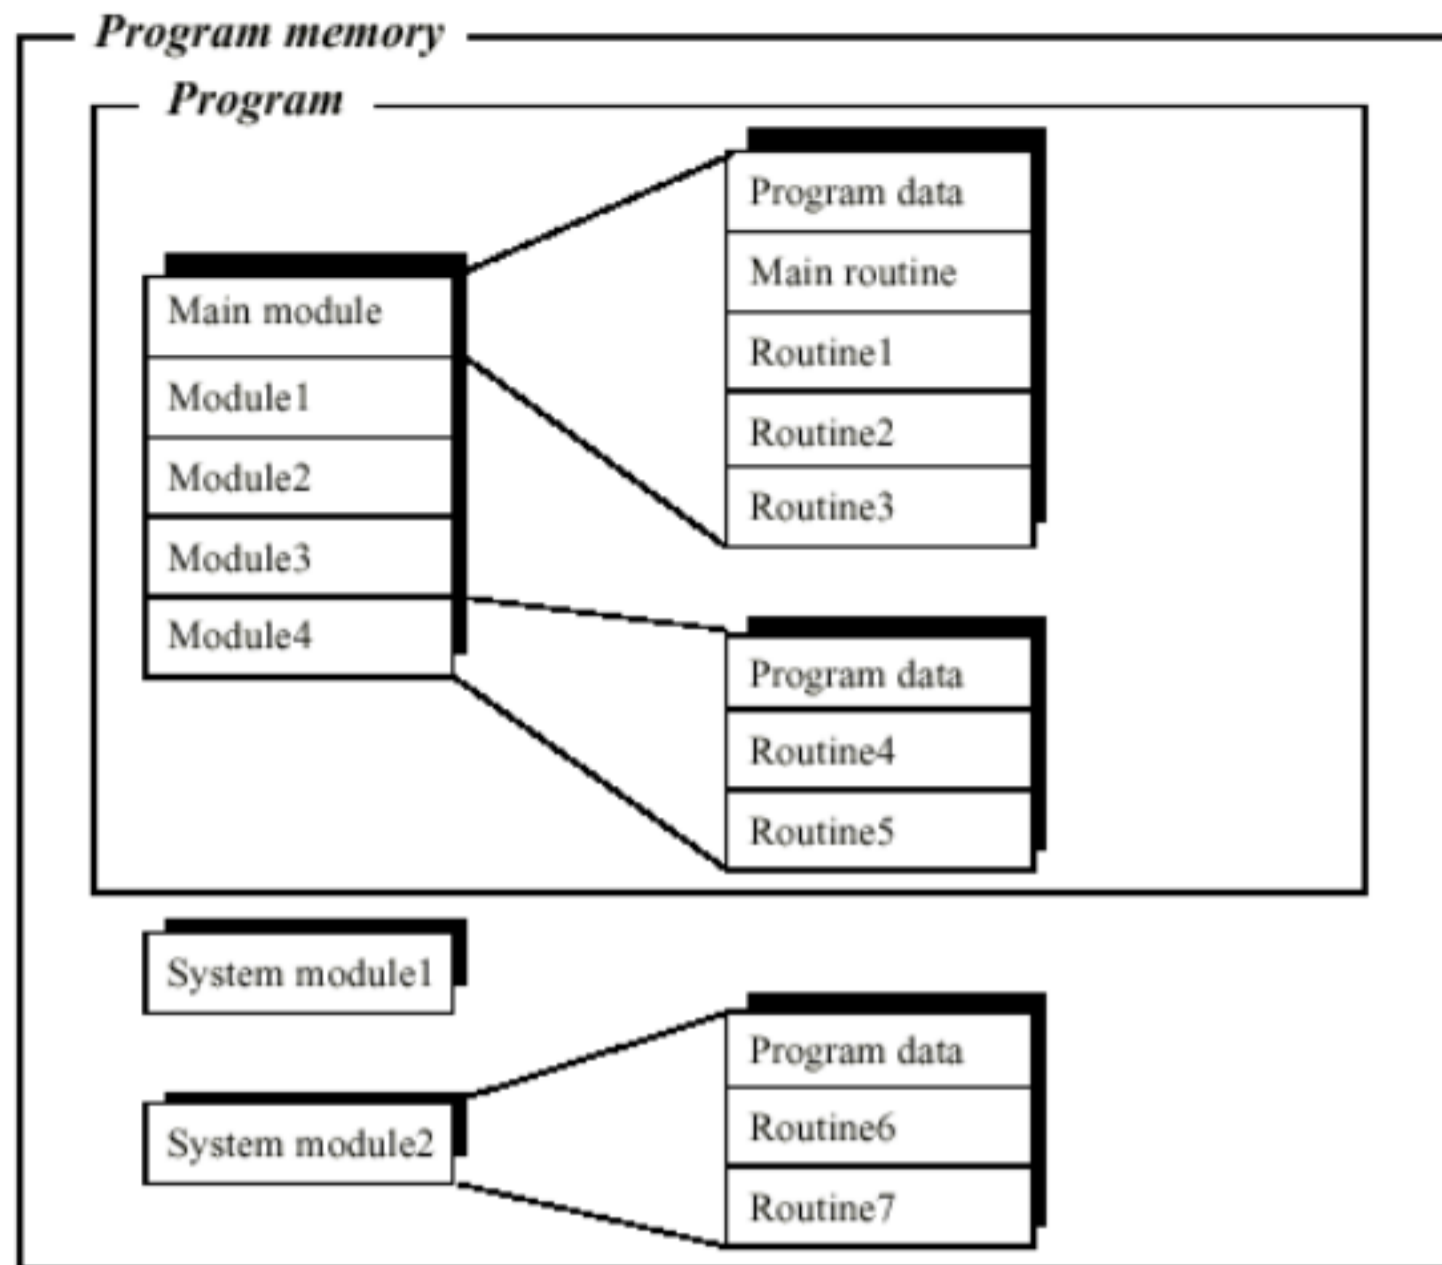 Program memory
Program
Main module
Module1
Module2
Module3
Module4
Program data
Main routine
Routine1
Routine2
Routine3
Program data
Routine4
Routine5
System module1
System module2
Program data
Routine6
Routine7